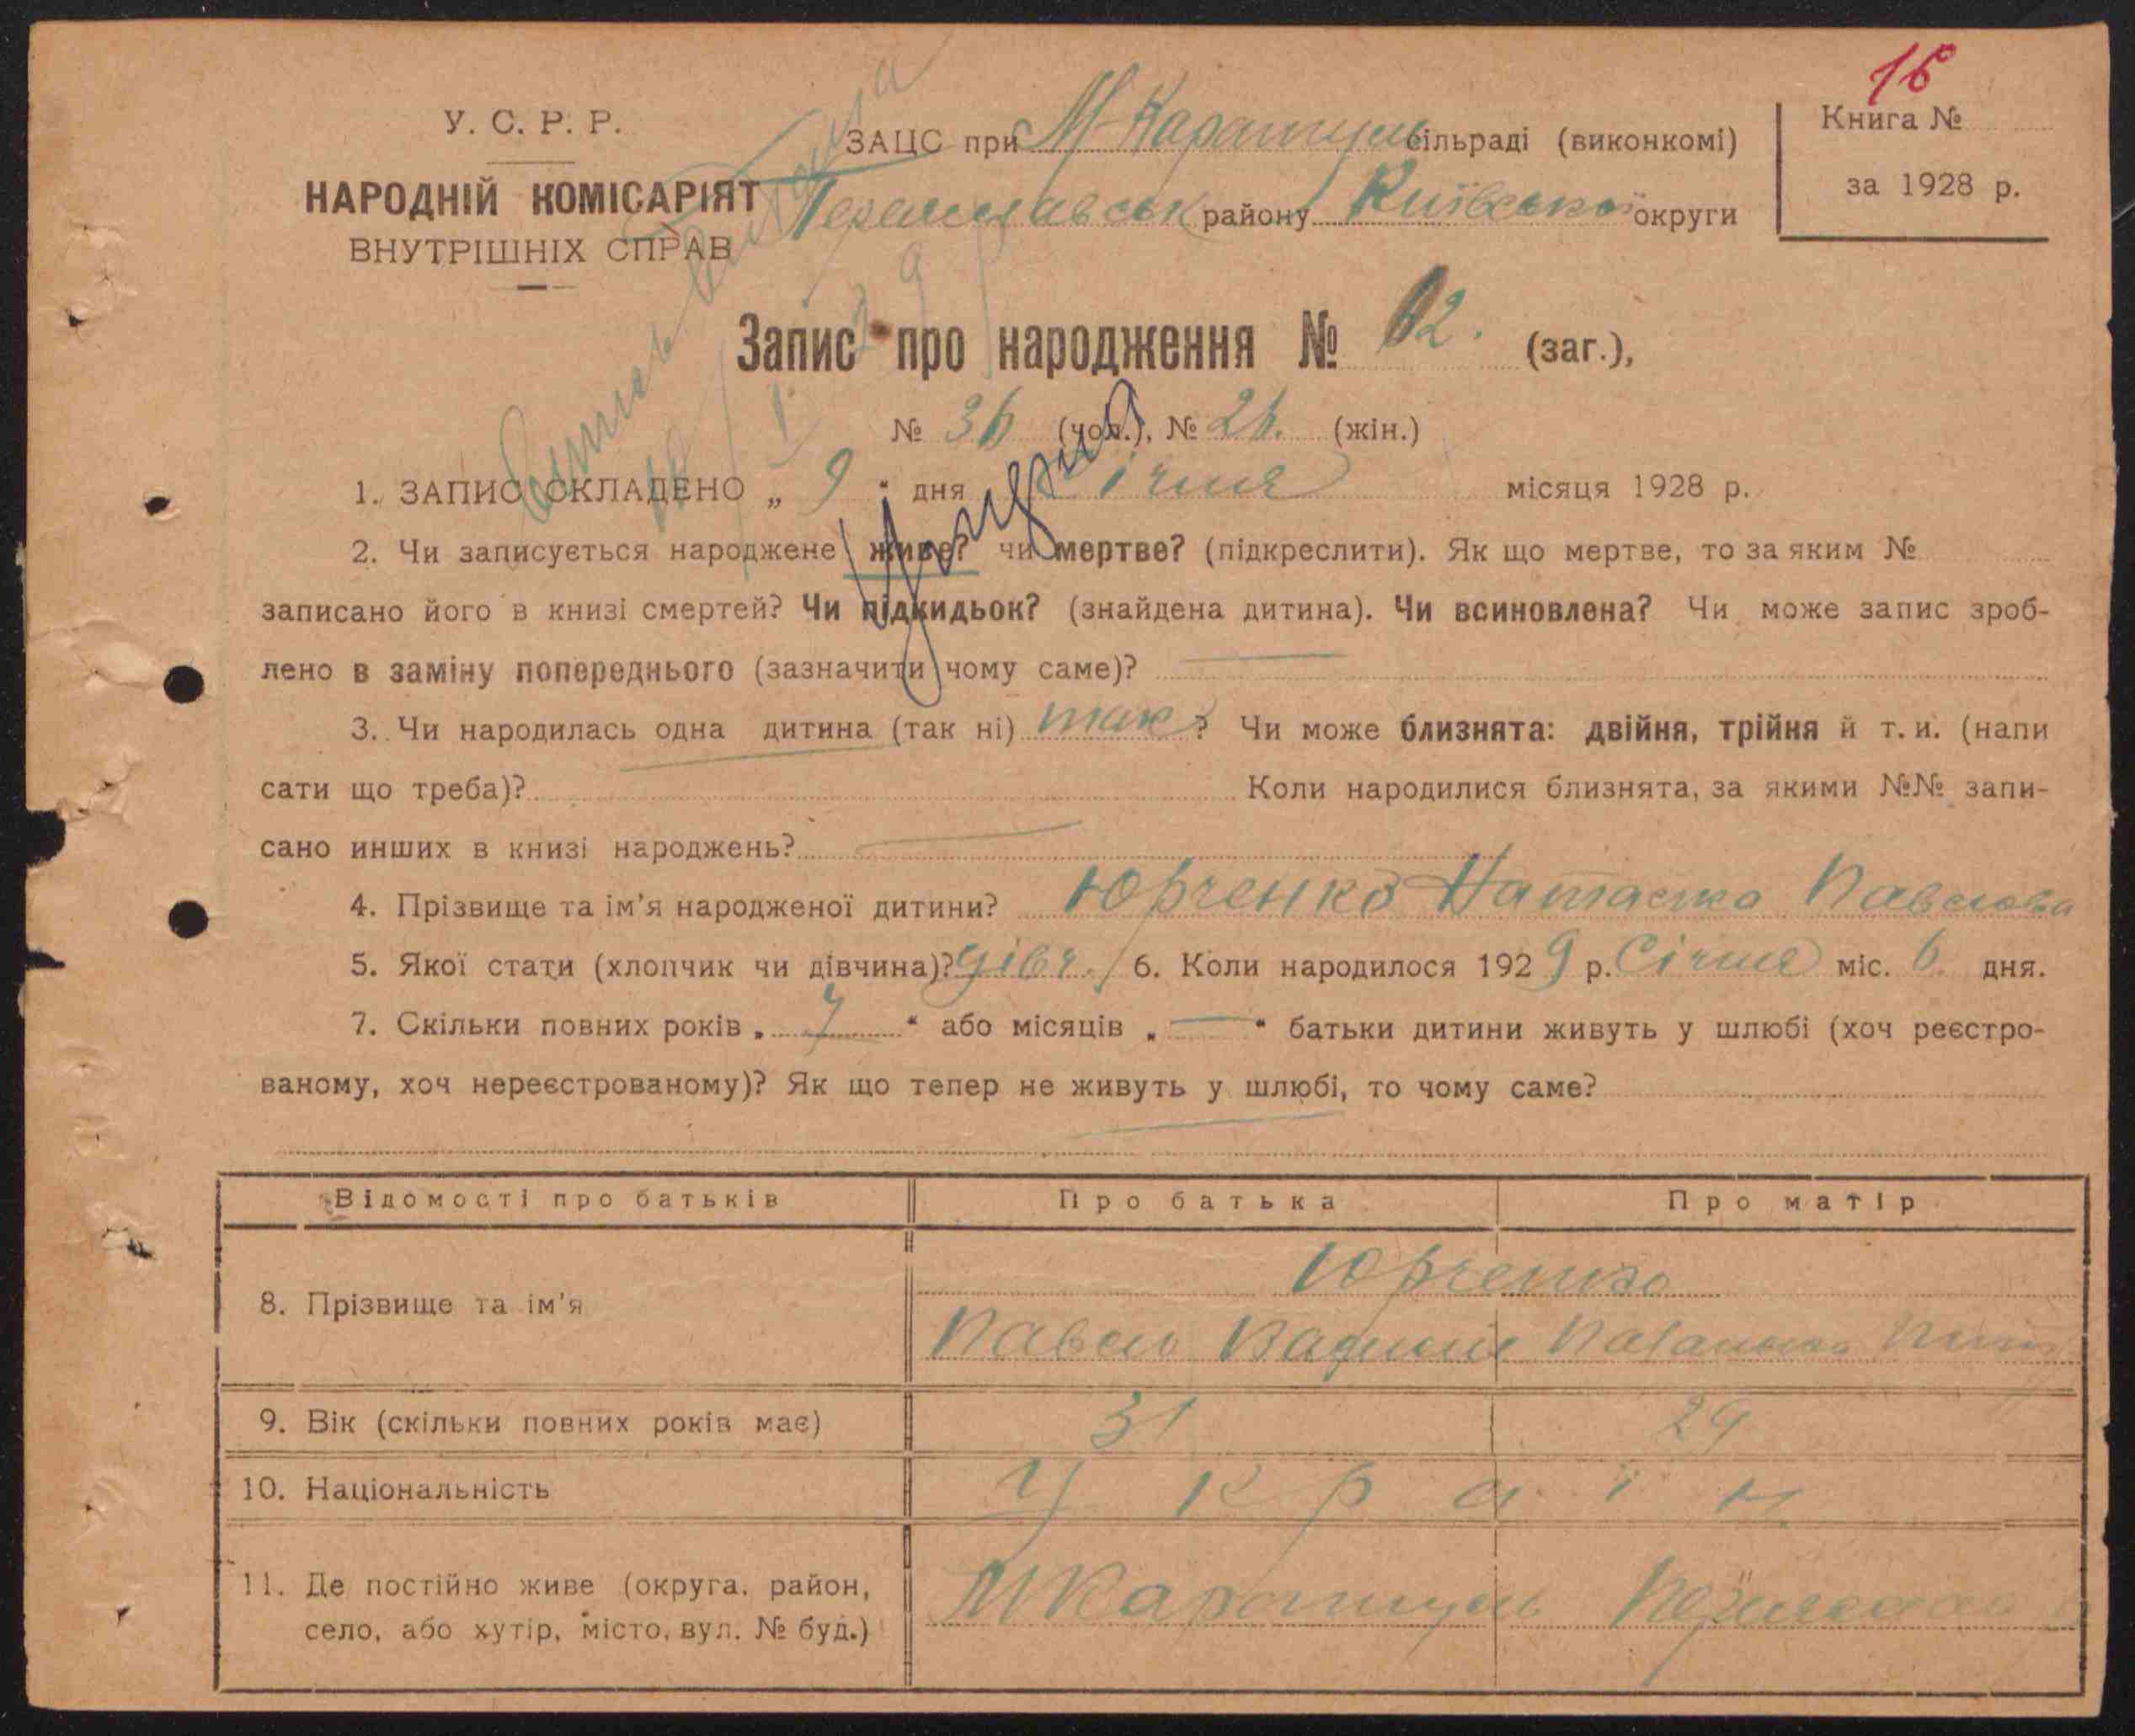 16
У. С. Р. Р.
НАРОДНІЙ КОМІСАРІЯТ
ВНУТРІШНІХ СПРАВ
ЗАЦС при М-Каратуль сільраді (виконкомі)
району Київської округи
Книга №
за 1928 р.
Запис про народження № 62. (заг.),
№ 36 (чол.), № 26. (жін.)
1. ЗАПИС СКЛАДЕНО „ 9 " дня Січня місяця 1928 р.
2. Чи записується народжене живе? чи мертве? (підкреслити). Як що мертве, то за яким №
записано його в книзі смертей? Чи підкидьок? (знайдена дитина). Чи всиновлена? Чи може запис зроб-
лено в заміну попереднього (зазначити чому саме)?
3. Чи народилась одна дитина (так ні) так ? Чи може близнята: двійня, трійня й т. и. (напи
сати що треба)? Коли народилися близнята, за якими №№ запи-
сано инших в книзі народжень?
4. Прізвище та ім'я народженої дитини? Юрченко Наталка Павлова
5. Якої стати (хлопчик чи дівчина)? дівч. 6. Коли народилося 1929 р. Січня міс. 6. дня.
7. Скільки повних років „ 7 " або місяців „ — " батьки дитини живуть у шлюбі (хоч реєстро-
ваному, хоч нереєстрованому)? Як що тепер не живуть у шлюбі, то чому саме?
Відомості про батьків Про батька Про матір
8. Прізвище та ім'я Юрченко
Павло
9. Вік (скільки повних років має) 31 29
10. Національність Україн
11. Де постійно живе (округа, район,
село, або хутір, місто, вул. № буд.) МКаратуль